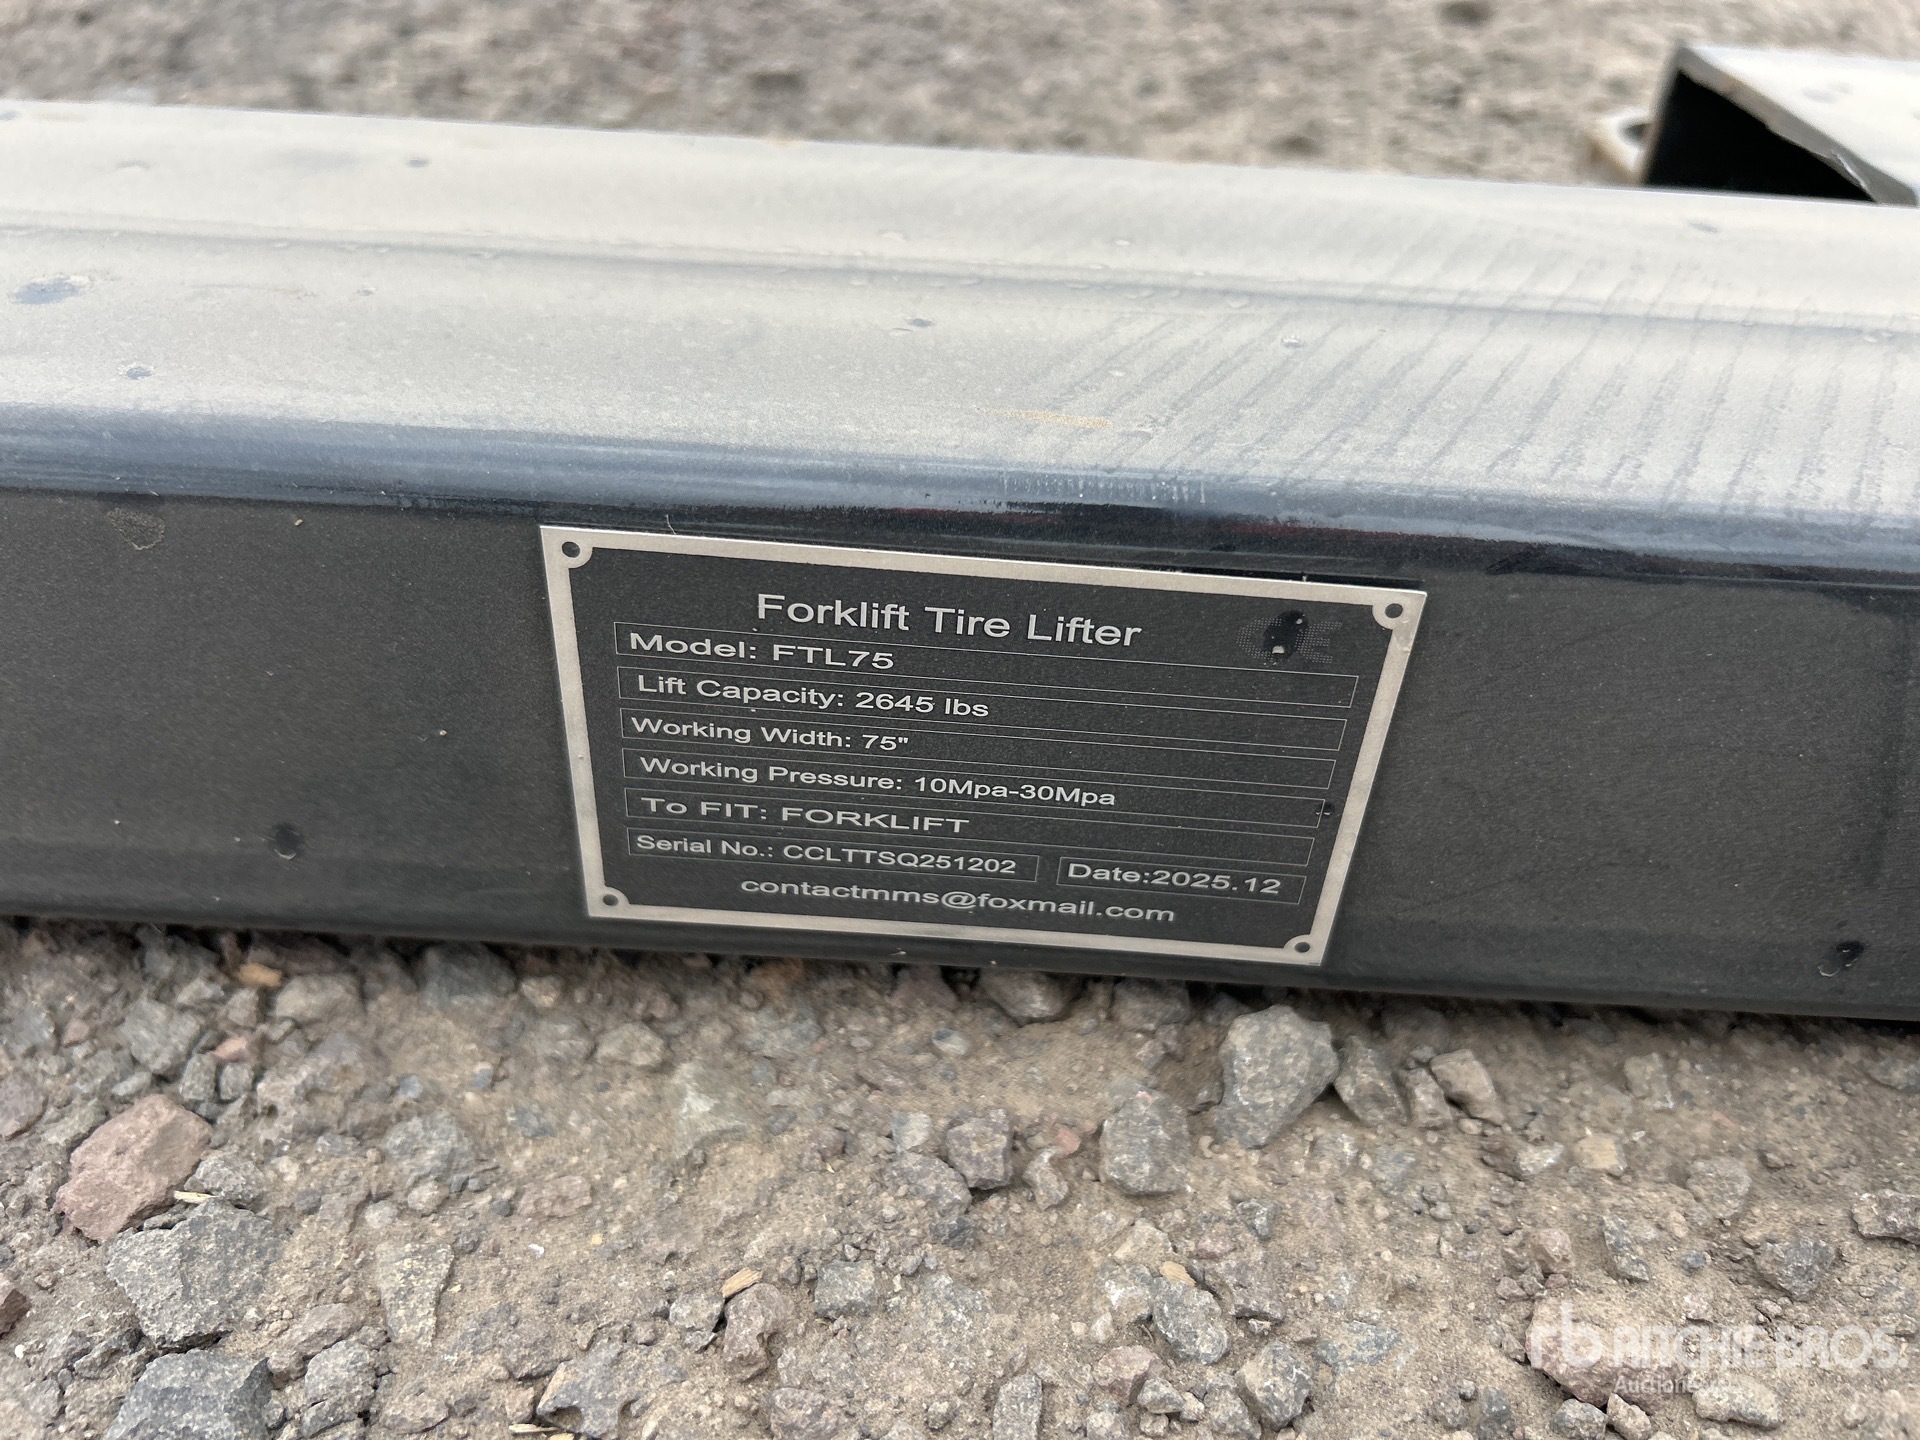 Forklift Tire Lifter
Model: FTL75
Lift Capacity: 2645 lbs
Working Width: 75"
Working Pressure: 10Mpa-30Mpa
To FIT: FORKLIFT
Serial No.: CCLTTSQ251202 Date:2025.12
contactmms@foxmail.com
rb RITCHIE BROS.